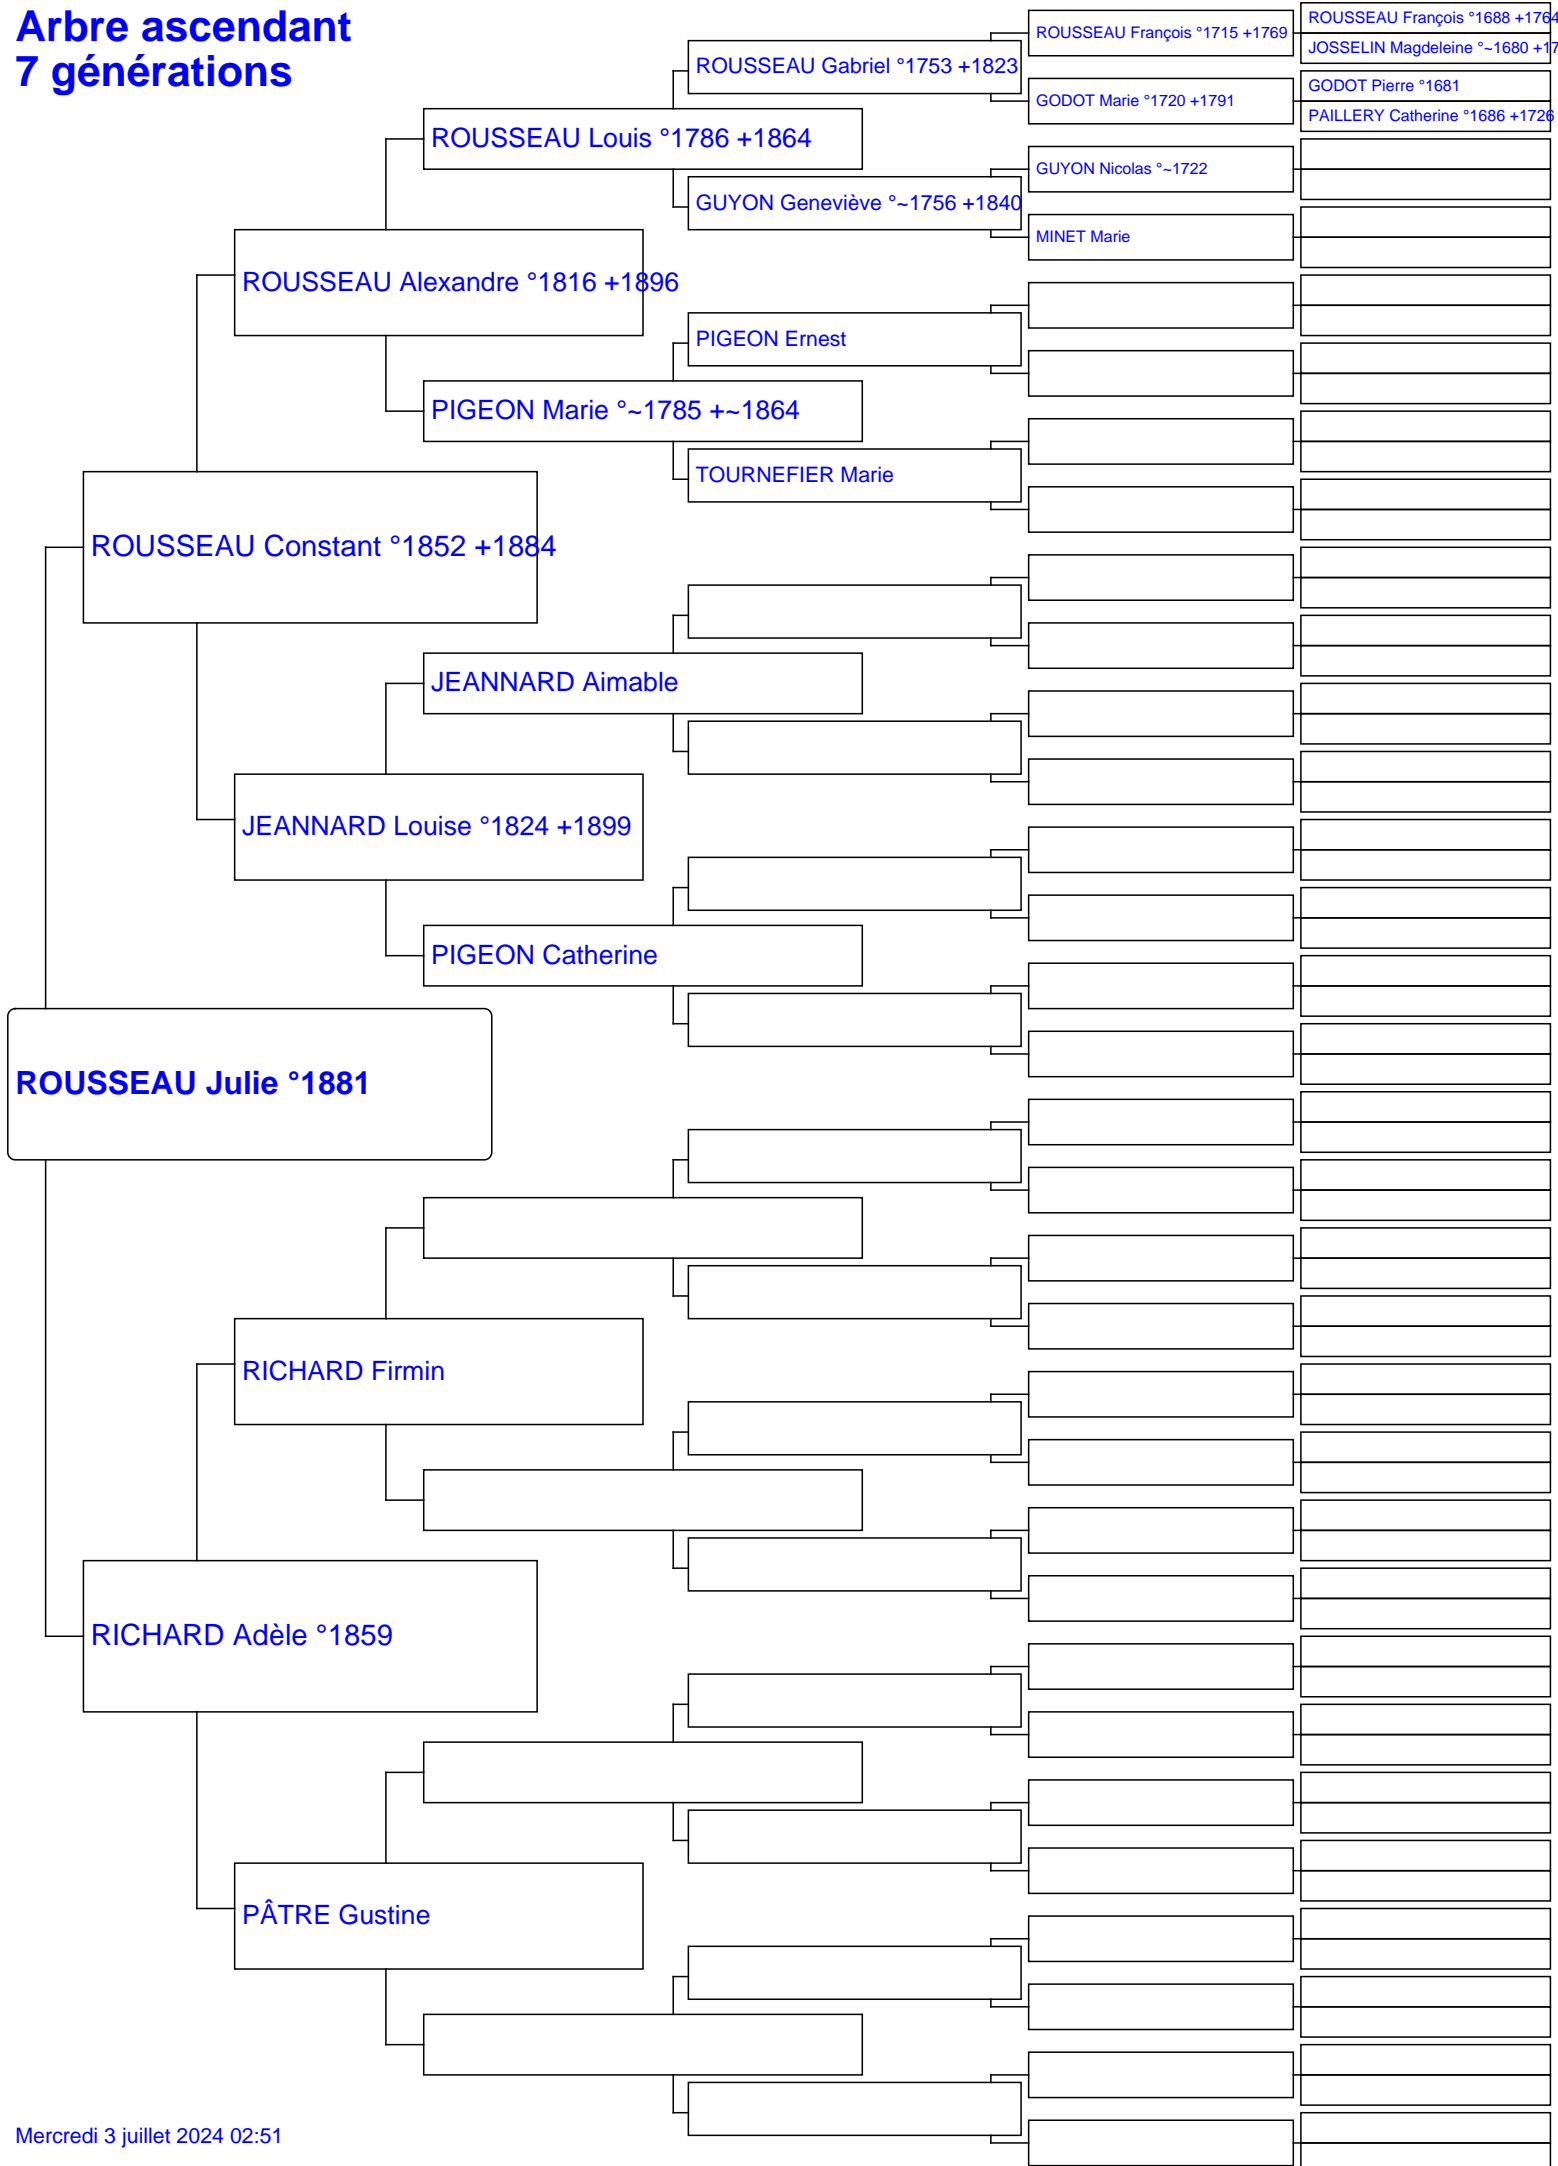 Arbre ascendant
7 générations
ROUSSEAU François °1688 +1764
ROUSSEAU François °1715 +1769
JOSSELIN Magdeleine °~1680 +17
ROUSSEAU Gabriel °1753 +1823
GODOT Pierre °1681
GODOT Marie °1720 +1791
PAILLERY Catherine °1686 +1726
ROUSSEAU Louis °1786 +1864
GUYON Nicolas °~1722
GUYON Geneviève °~1756 +1840
MINET Marie
ROUSSEAU Alexandre °1816 +1896
PIGEON Ernest
PIGEON Marie °~1785 +~1864
TOURNEFIER Marie
ROUSSEAU Constant °1852 +1884
JEANNARD Aimable
JEANNARD Louise °1824 +1899
PIGEON Catherine
ROUSSEAU Julie °1881
RICHARD Firmin
RICHARD Adèle °1859
PÂTRE Gustine
Mercredi 3 juillet 2024 02:51